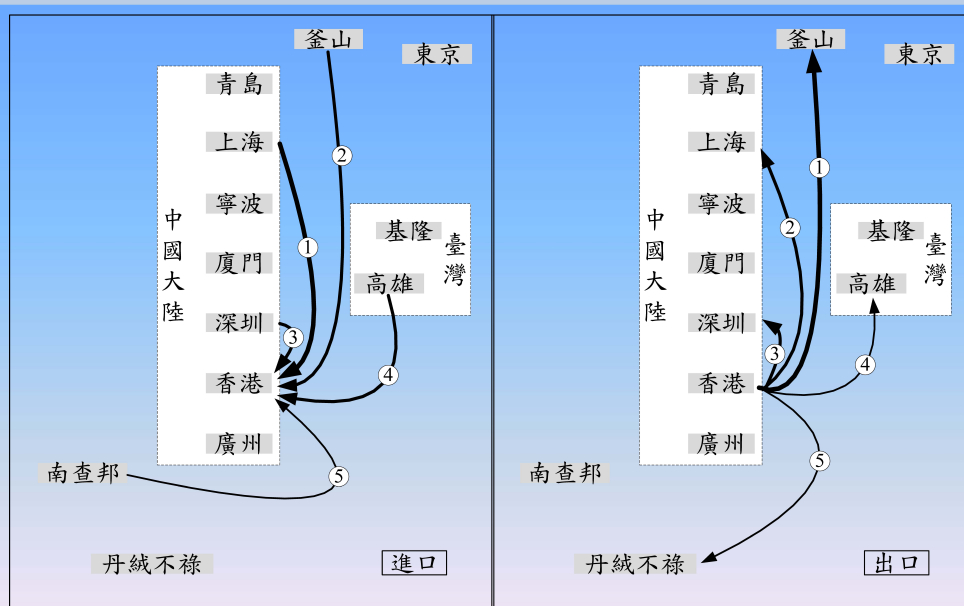 釜山
東京
青島
上海
②
寧波
中國大陸
①
基隆
臺灣
廈門
高雄
深圳
③
香港
④
廣州
南查邦
⑤
丹絨不祿
進口
釜山
東京
青島
上海
①
寧波
中國大陸
②
基隆
臺灣
廈門
高雄
深圳
③
香港
④
廣州
南查邦
⑤
丹絨不祿
出口